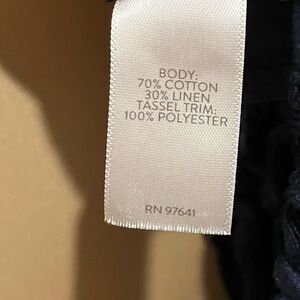 BODY:
70% COTTON
30% LINEN
TASSEL TRIM:
100% POLYESTER
RN 97641